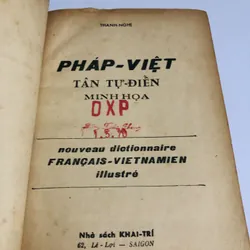 THANH-NGHỊ
PHÁP-VIỆT
TÂN TỰ-ĐIỂN
MINH HỌA
OXP
nouveau dictionnaire
FRANÇAIS-VIETNAMIEN
illustré
Nhà sách KHAI-TRÍ
62, Lê-Lợi — SAIGON